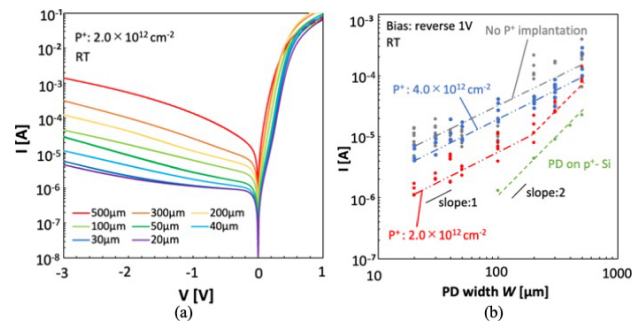 P⁺: 2.0×10¹² cm⁻²
RT
I [A]
10⁻¹
10⁻²
10⁻³
10⁻⁴
10⁻⁵
10⁻⁶
10⁻⁷
10⁻⁸
500μm 300μm 200μm
100μm 50μm 40μm
30μm 20μm
-3 -2 -1 0 1
V [V]
(a)
Bias: reverse 1V
RT
No P⁺ implantation
P⁺: 4.0×10¹² cm⁻²
PD on p⁺- Si
slope:1
slope:2
P⁺: 2.0×10¹² cm⁻²
I [A]
10⁻³
10⁻⁴
10⁻⁵
10⁻⁶
10⁻⁷
10 100 1000
PD width W [μm]
(b)